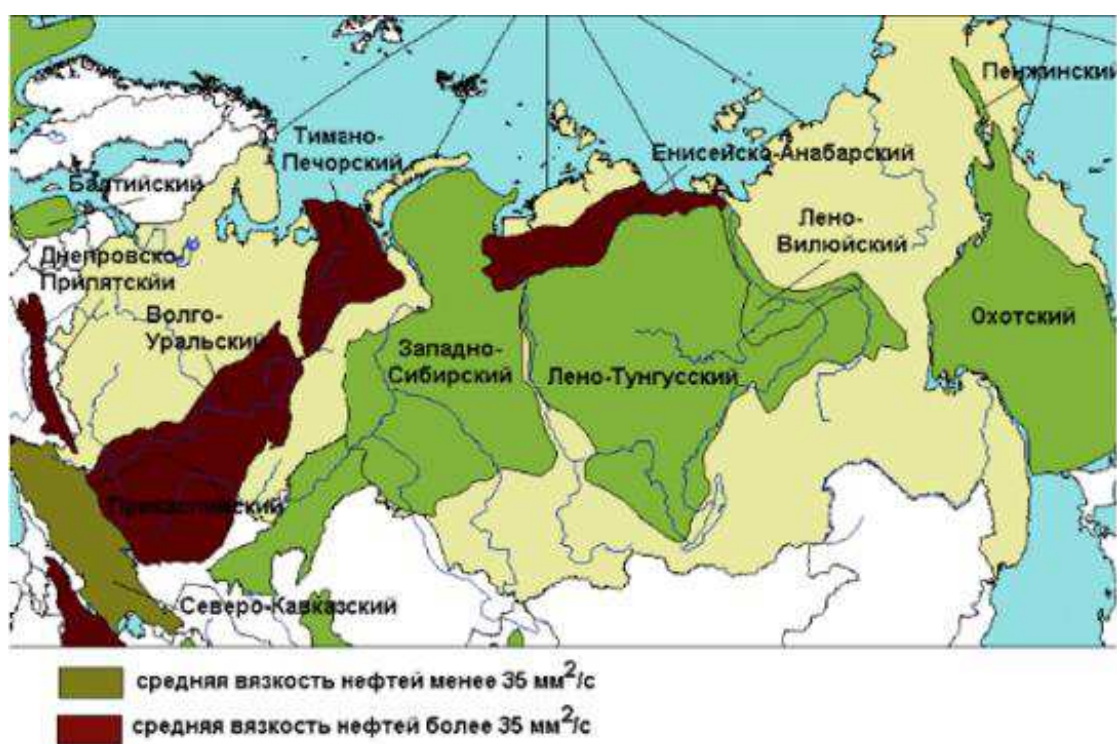 Пенжинский
Тимано-
Печорский
Енисейско-Анабарский
Балтийский
Лено-
Вилюйский
Днепровско-
Припятский
Волго-
Уральский
Охотский
Западно-
Сибирский
Лено-Тунгусский
Прикаспийский
Северо-Кавказский
средняя вязкость нефтей менее 35 мм²/с
средняя вязкость нефтей более 35 мм²/с